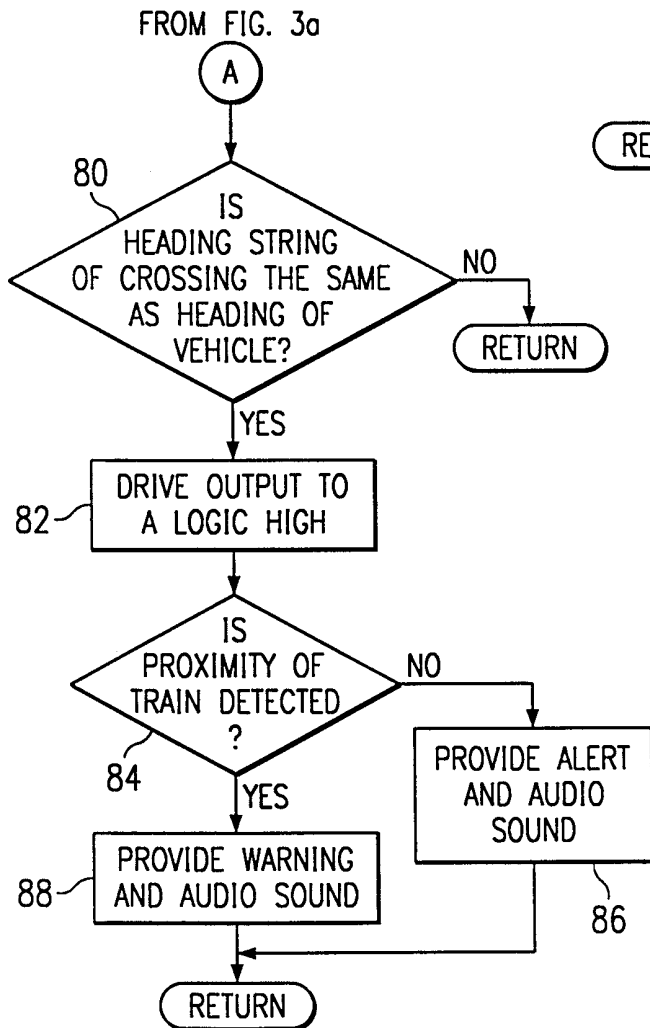 FROM FIG. 3a
A
RE
80
IS
HEADING STRING
OF CROSSING THE SAME
AS HEADING OF
VEHICLE?
NO
RETURN
YES
82
DRIVE OUTPUT TO
A LOGIC HIGH
IS
PROXIMITY OF
TRAIN DETECTED
?
NO
84
YES
PROVIDE ALERT
AND AUDIO
SOUND
86
88
PROVIDE WARNING
AND AUDIO SOUND
RETURN